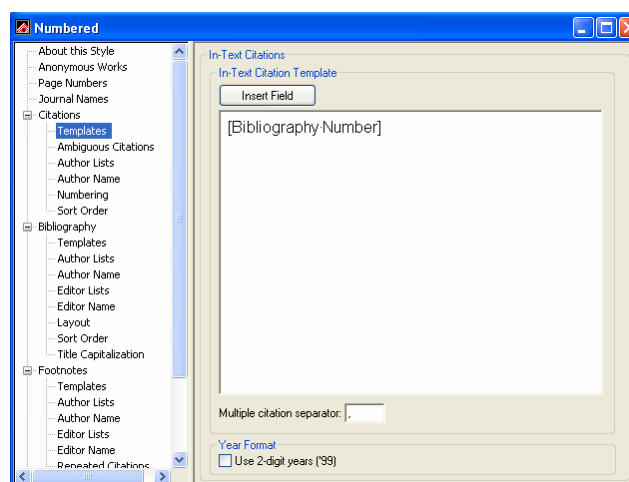 Numbered
About this Style
Anonymous Works
Page Numbers
Journal Names
Citations
Templates
Ambiguous Citations
Author Lists
Author Name
Numbering
Sort Order
Bibliography
Templates
Author Lists
Author Name
Editor Lists
Editor Name
Layout
Sort Order
Title Capitalization
Footnotes
Templates
Author Lists
Author Name
Editor Lists
Editor Name
Repeated Citations
In-Text Citations
In-Text Citation Template
Insert Field
[Bibliography·Number]
Multiple citation separator: ,
Year Format
Use 2-digit years ('99)